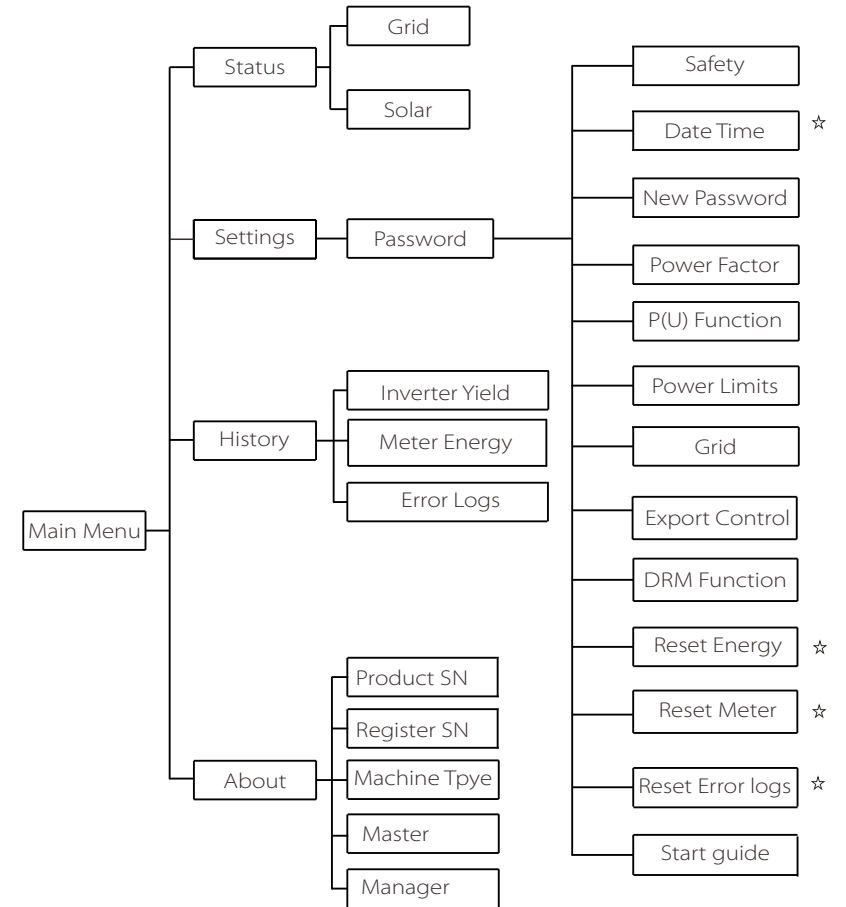 Main Menu
Status
Grid
Solar
Settings
Password
Safety
Date Time ☆
New Password
Power Factor
P(U) Function
Power Limits
Grid
Export Control
DRM Function
Reset Energy ☆
Reset Meter ☆
Reset Error logs ☆
Start guide
History
Inverter Yield
Meter Energy
Error Logs
About
Product SN
Register SN
Machine Tpye
Master
Manager